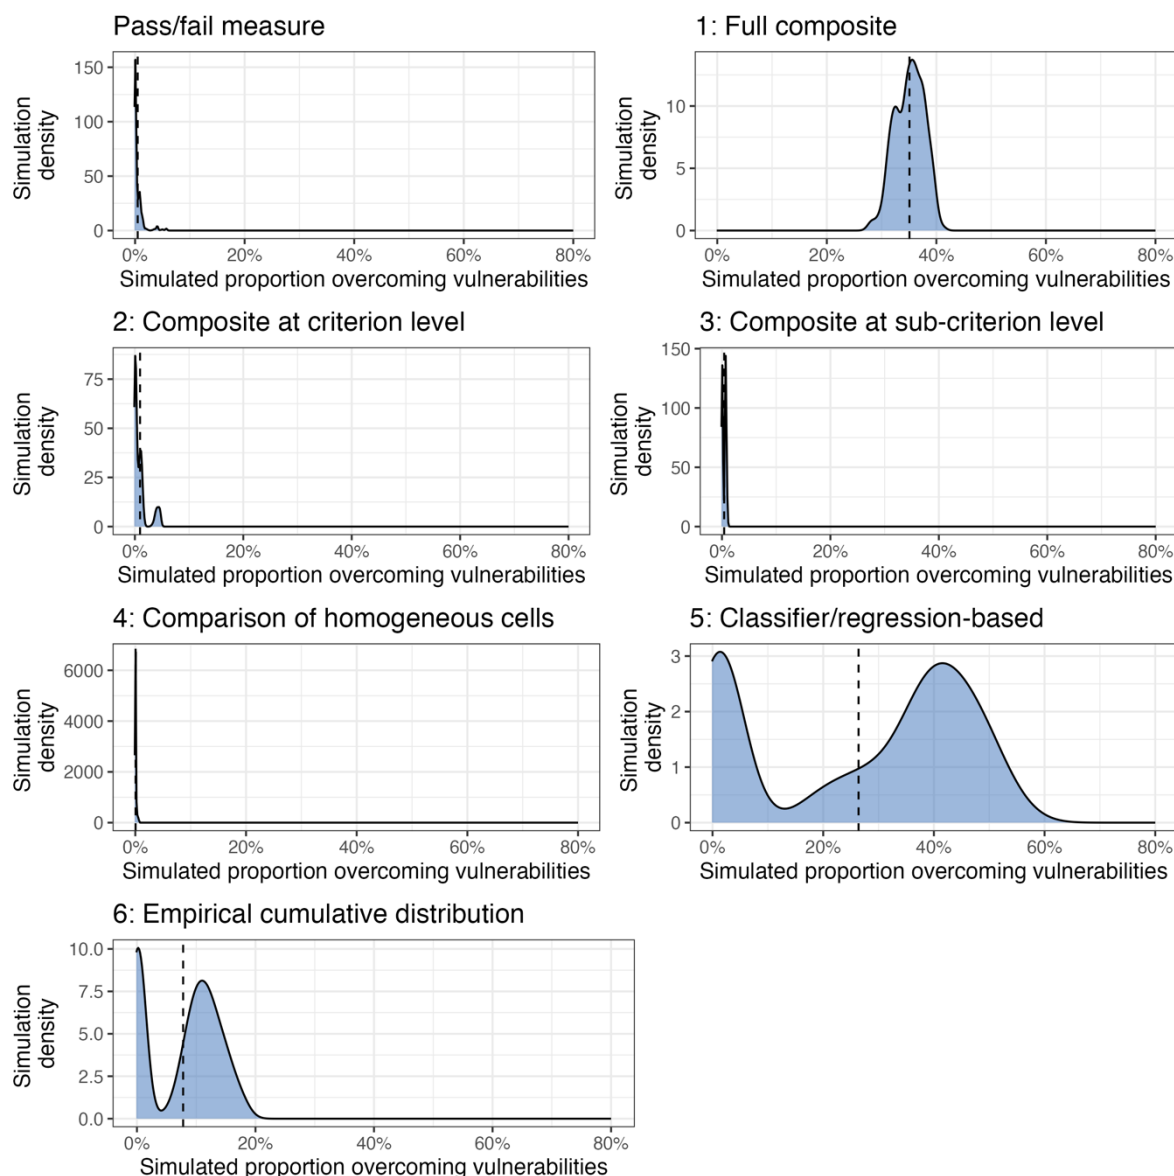 Pass/fail measure
150
100
50
0
Simulation
density
0% 20% 40% 60% 80%
Simulated proportion overcoming vulnerabilities
1: Full composite
10
5
0
Simulation
density
0% 20% 40% 60% 80%
Simulated proportion overcoming vulnerabilities
2: Composite at criterion level
75
50
25
0
Simulation
density
0% 20% 40% 60% 80%
Simulated proportion overcoming vulnerabilities
3: Composite at sub-criterion level
150
100
50
0
Simulation
density
0% 20% 40% 60% 80%
Simulated proportion overcoming vulnerabilities
4: Comparison of homogeneous cells
6000
4000
2000
0
Simulation
density
0% 20% 40% 60% 80%
Simulated proportion overcoming vulnerabilities
5: Classifier/regression-based
3
2
1
0
Simulation
density
0% 20% 40% 60% 80%
Simulated proportion overcoming vulnerabilities
6: Empirical cumulative distribution
10.0
7.5
5.0
2.5
0.0
Simulation
density
0% 20% 40% 60% 80%
Simulated proportion overcoming vulnerabilities